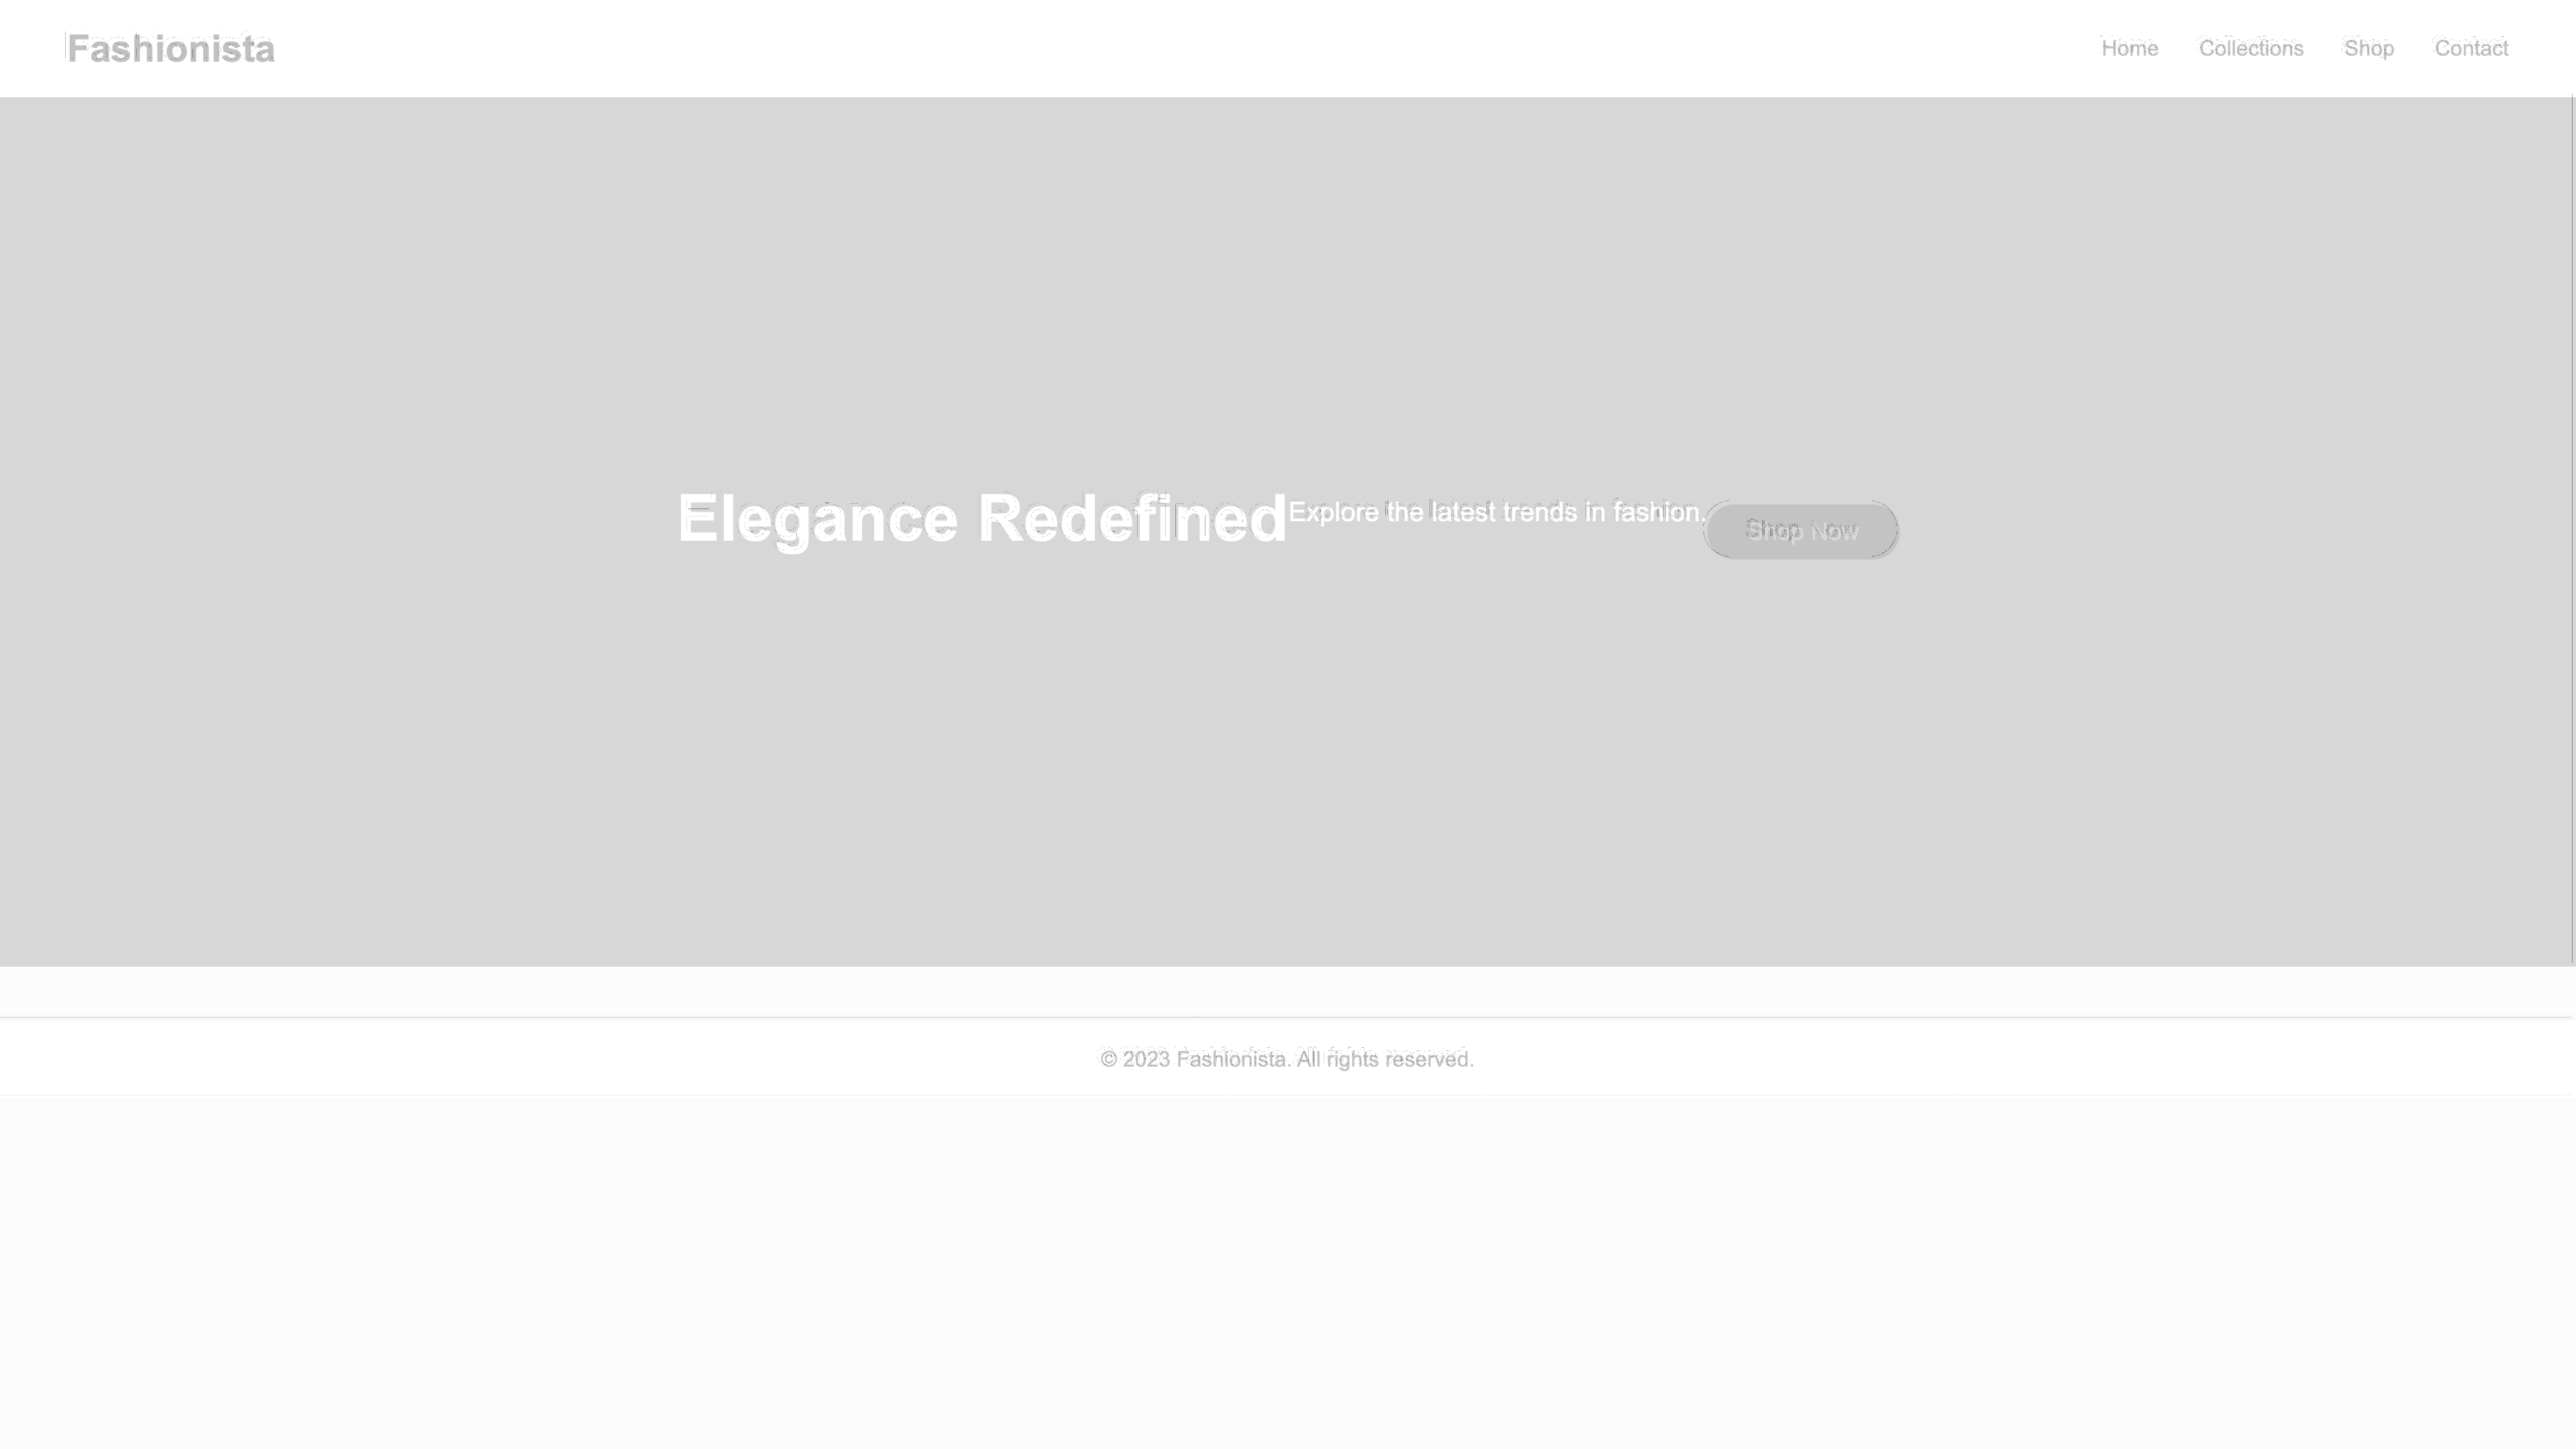 Fashionista
Home Collections Shop Contact
Elegance Redefined
Explore the latest trends in fashion.
Shop Now
© 2023 Fashionista. All rights reserved.